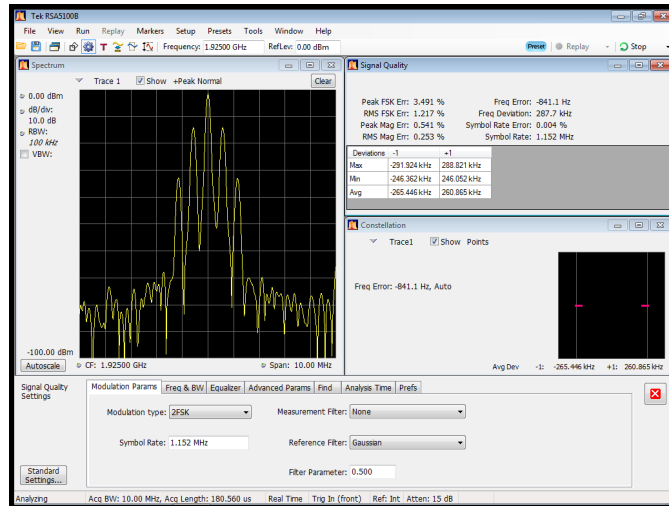 Tek RSA5100B
File View Run Replay Markers Setup Presets Tools Window Help
Frequency: 1.92500 GHz RefLev: 0.00 dBm Preset Replay Stop
Spectrum
Trace 1 Show +Peak Normal Clear
0.00 dBm
dB/div:
10.0 dB
RBW:
100 kHz
VBW:
-100.00 dBm
Autoscale CF: 1.92500 GHz Span: 10.00 MHz
Signal Quality
Peak FSK Err: 3.491 % Freq Error: -841.1 Hz
RMS FSK Err: 1.217 % Freq Deviation: 287.7 kHz
Peak Mag Err: 0.541 % Symbol Rate Error: 0.004 %
RMS Mag Err: 0.253 % Symbol Rate: 1.152 MHz
Deviations -1 +1
Max -291.924 kHz 288.821 kHz
Min -246.362 kHz 246.052 kHz
Avg -265.446 kHz 260.865 kHz
Constellation
Trace1 Show Points
Freq Error: -841.1 Hz, Auto
Avg Dev -1: -265.446 kHz +1: 260.865 kHz
Signal Quality
Settings
Modulation Params Freq & BW Equalizer Advanced Params Find Analysis Time Prefs
Modulation type: 2FSK Measurement Filter: None
Symbol Rate: 1.152 MHz Reference Filter: Gaussian
Filter Parameter: 0.500
Standard
Settings...
Analyzing Acq BW: 10.00 MHz, Acq Length: 180.560 us Real Time Trig In (front) Ref: Int Atten: 15 dB